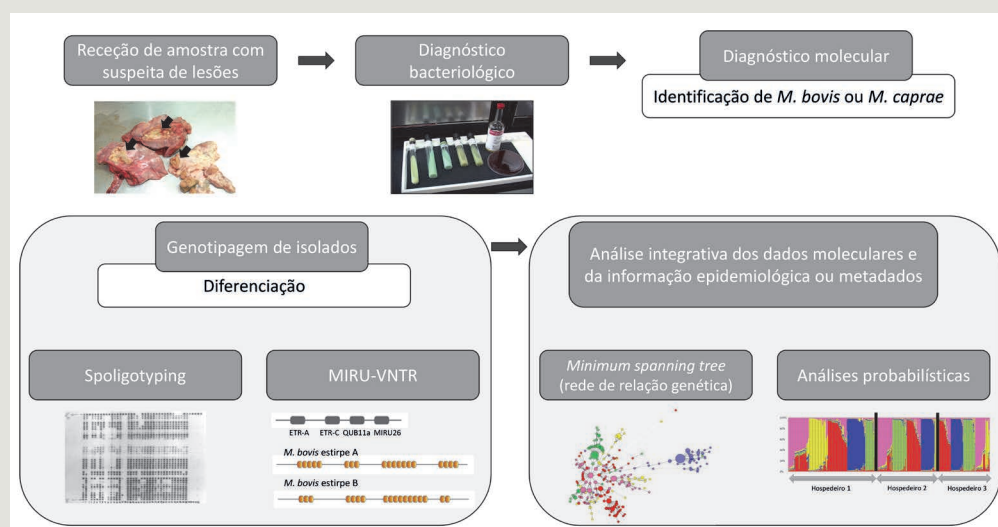 Receção de amostra com
suspeita de lesões
Diagnóstico
bacteriológico
Diagnóstico molecular
Identificação de M. bovis ou M. caprae
Genotipagem de isolados
Diferenciação
Análise integrativa dos dados moleculares e
da informação epidemiológica ou metadados
Spoligotyping
MIRU-VNTR
ETR-A ETR-C QUB11a MIRU26
M. bovis estirpe A
M. bovis estirpe B
Minimum spanning tree
(rede de relação genética)
Análises probabilísticas
Hospedeiro 1 Hospedeiro 2 Hospedeiro 3